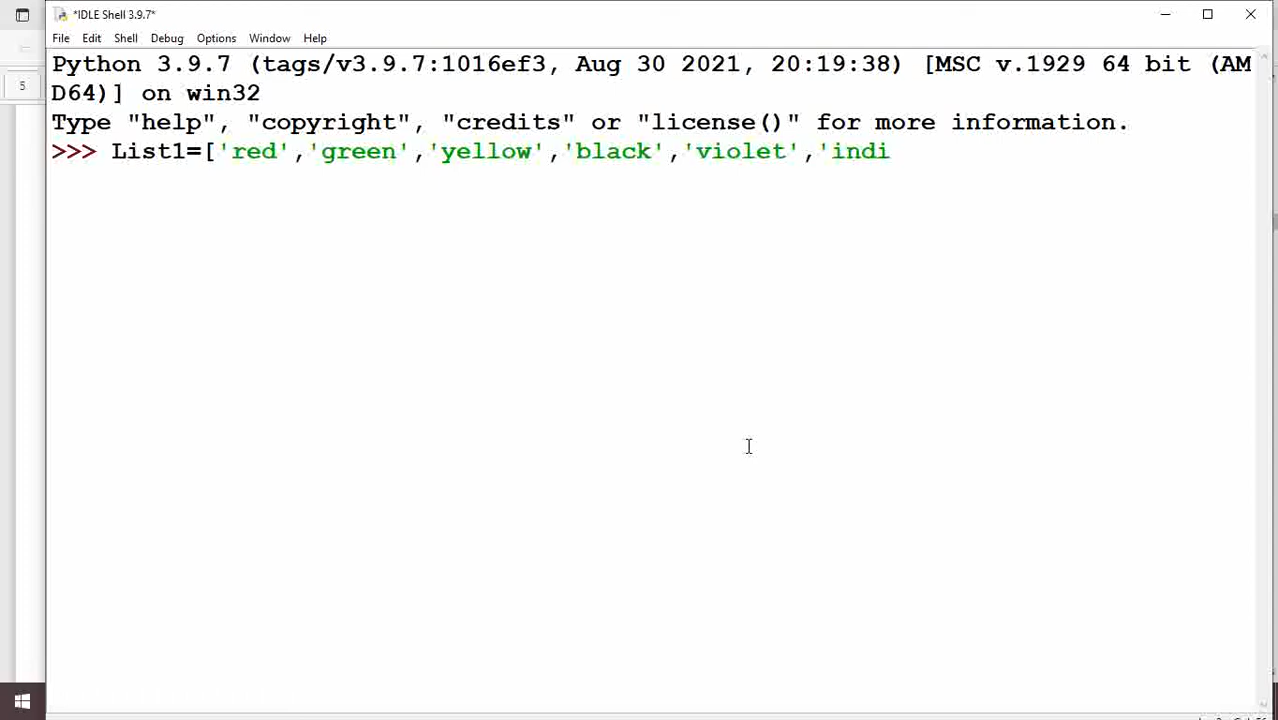 *IDLE Shell 3.9.7*
File Edit Shell Debug Options Window Help
5
Python 3.9.7 (tags/v3.9.7:1016ef3, Aug 30 2021, 20:19:38) [MSC v.1929 64 bit (AM
D64)] on win32
Type "help", "copyright", "credits" or "license()" for more information.
>>> List1=['red','green','yellow','black','violet','indi